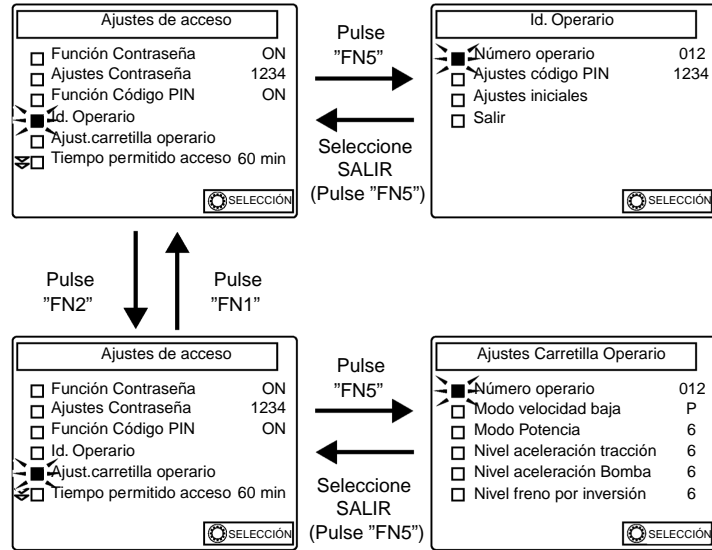 Ajustes de acceso
Función Contraseña ON
Ajustes Contraseña 1234
Función Código PIN ON
Id. Operario
Ajust.carretilla operario
Tiempo permitido acceso 60 min
SELECCIÓN
Pulse
"FN5"
Seleccione
SALIR
(Pulse "FN5")
Id. Operario
Número operario 012
Ajustes código PIN 1234
Ajustes iniciales
Salir
SELECCIÓN
Pulse
"FN2"
Pulse
"FN1"
Ajustes de acceso
Función Contraseña ON
Ajustes Contraseña 1234
Función Código PIN ON
Id. Operario
Ajust.carretilla operario
Tiempo permitido acceso 60 min
SELECCIÓN
Pulse
"FN5"
Seleccione
SALIR
(Pulse "FN5")
Ajustes Carretilla Operario
Número operario 012
Modo velocidad baja P
Modo Potencia 6
Nivel aceleración tracción 6
Nivel aceleración Bomba 6
Nivel freno por inversión 6
SELECCIÓN